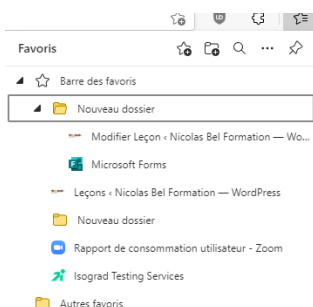 Favoris
Barre des favoris
Nouveau dossier
Modifier Leçon ‹ Nicolas Bel Formation — Wo...
Microsoft Forms
Leçons ‹ Nicolas Bel Formation — WordPress
Nouveau dossier
Rapport de consommation utilisateur - Zoom
Isograd Testing Services
Autres favoris